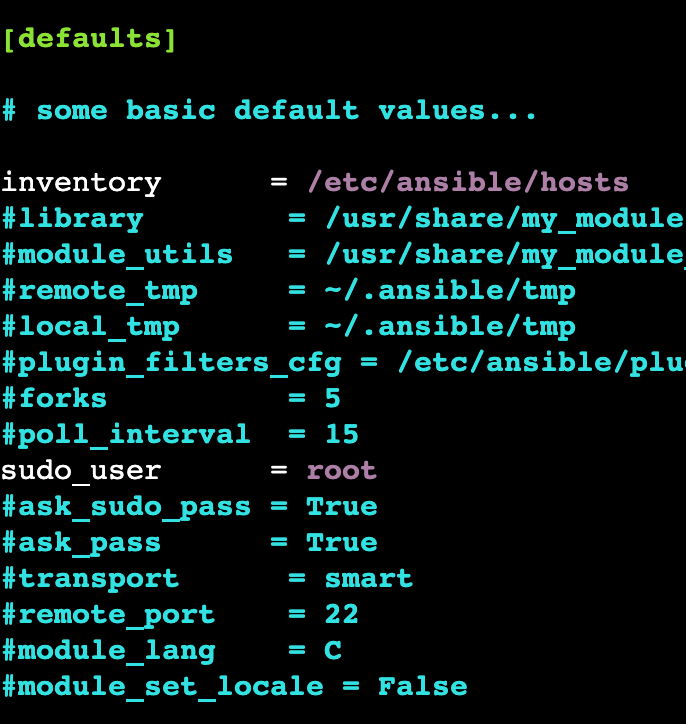 [defaults]
# some basic default values...
inventory      = /etc/ansible/hosts
#library        = /usr/share/my_module
#module_utils   = /usr/share/my_module_
#remote_tmp     = ~/.ansible/tmp
#local_tmp      = ~/.ansible/tmp
#plugin_filters_cfg = /etc/ansible/plu
#forks          = 5
#poll_interval  = 15
sudo_user      = root
#ask_sudo_pass = True
#ask_pass      = True
#transport      = smart
#remote_port    = 22
#module_lang    = C
#module_set_locale = False